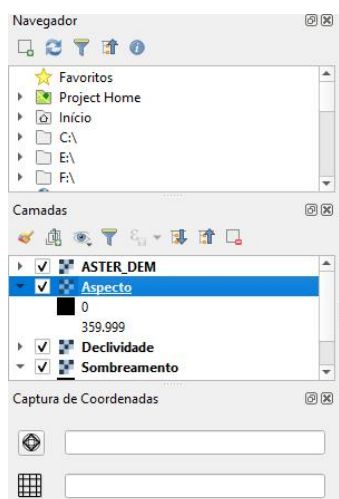 Navegador
Favoritos
Project Home
Início
C:\
E:\
F:\
Camadas
ASTER_DEM
Aspecto
0
359.999
Declividade
Sombreamento
Captura de Coordenadas